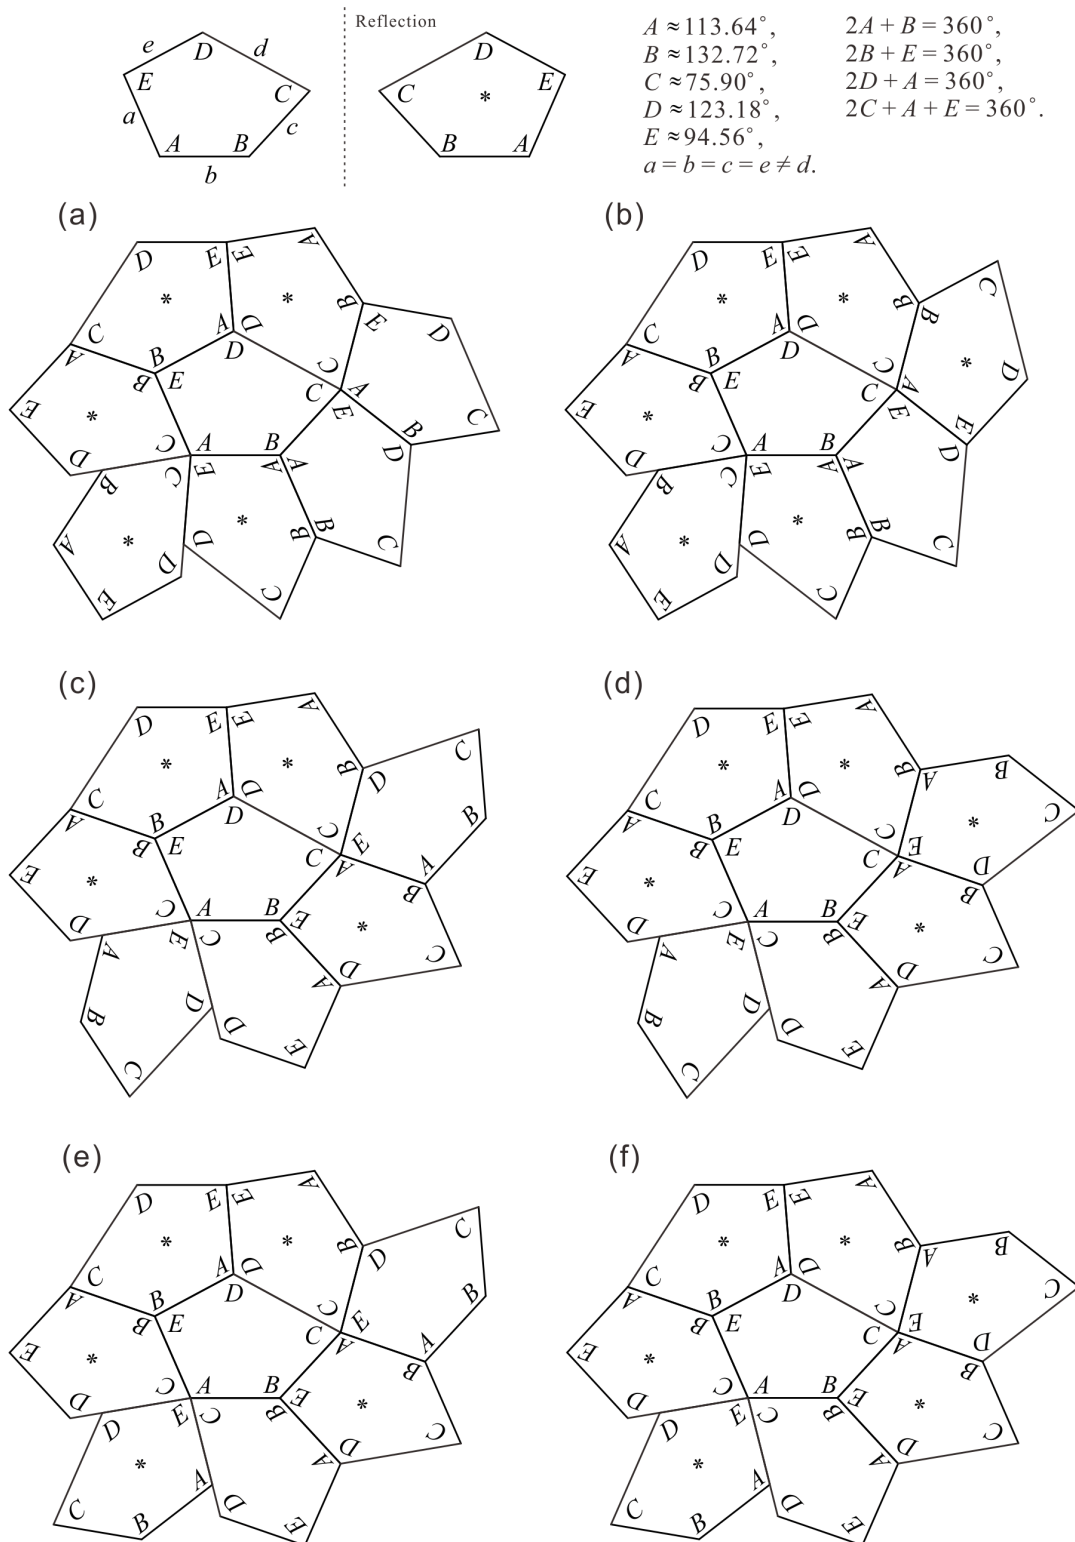 Reflection
e D d
E C
a c
A B
b
D
C E
*
B A
A ≈113.64°,
B ≈132.72°,
C ≈75.90°,
D ≈123.18°,
E ≈94.56°,
a = b = c = e ≠ d.
2A + B = 360°,
2B + E = 360°,
2D + A = 360°,
2C + A + E = 360°.
(a)
D E E A
* *
C A D B E D
A B D C
B E C A
E * C B C
D C A B E D
B C E A A
* B B
A * D C
D
E C
(b)
D E E A C
* * B
C A D B *
A B D C D
B E C A
E * C E E
D C A B D
B C E A A
* B B
A * D C
D
E C
(c)
D E E A C
* * B
C A D D
A B D C E B
B E C A A
E * C B
D C A B E *
E C B C
A D A D
B D
C E
(d)
D E E A
* * B A B
C A D * C
A B D C E
B E C A D
E * C B
D C A B E *
E C B C
A D A D
B D
C E
(e)
D E E A C
* * B
C A D D
A B D C E B
B E C A A
E * C B
D C A B E *
E C B C
D A A D
* D
C B E
(f)
D E E A
* * B A B
C A D * C
A B D C E
B E C A D
E * C B
D C A B E *
E C B C
D A A D
* D
C B E